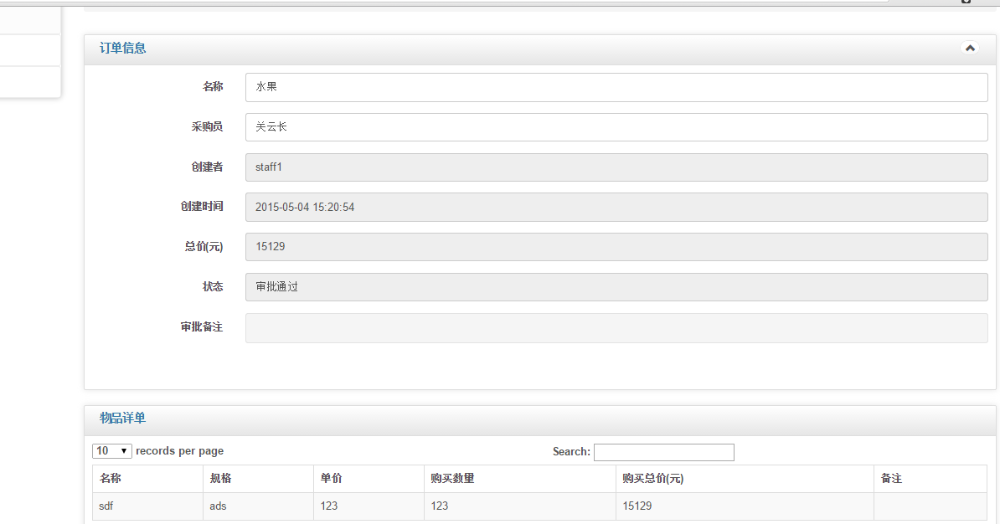 订单信息
名称 水果
采购员 关云长
创建者 staff1
创建时间 2015-05-04 15:20:54
总价(元) 15129
状态 审批通过
审批备注
物品详单
10 records per page Search:
名称 规格 单价 购买数量 购买总价(元) 备注
sdf ads 123 123 15129